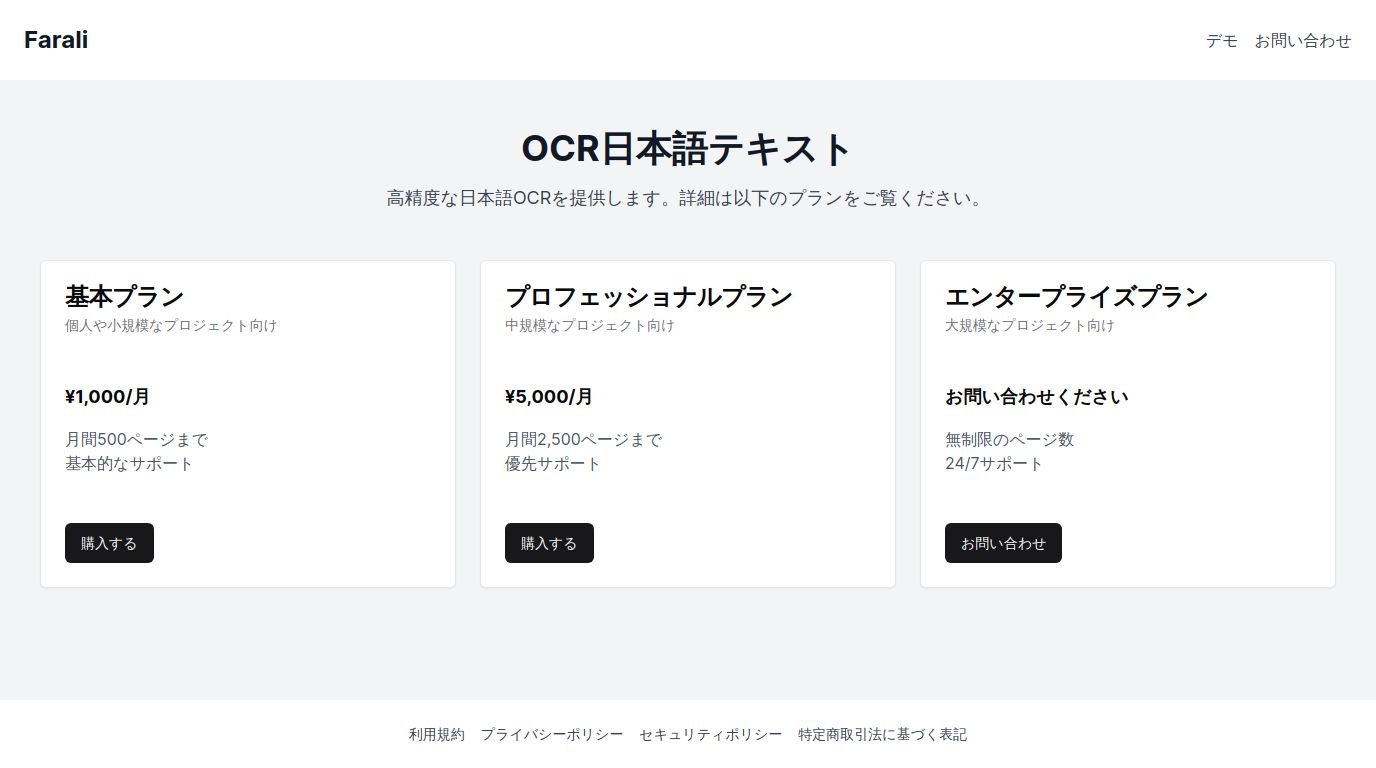 Farali
デモ お問い合わせ
OCR日本語テキスト
高精度な日本語OCRを提供します。詳細は以下のプランをご覧ください。
基本プラン
個人や小規模なプロジェクト向け
¥1,000/月
月間500ページまで
基本的なサポート
購入する
プロフェッショナルプラン
中規模なプロジェクト向け
¥5,000/月
月間2,500ページまで
優先サポート
購入する
エンタープライズプラン
大規模なプロジェクト向け
お問い合わせください
無制限のページ数
24/7サポート
お問い合わせ
利用規約 プライバシーポリシー セキュリティポリシー 特定商取引法に基づく表記